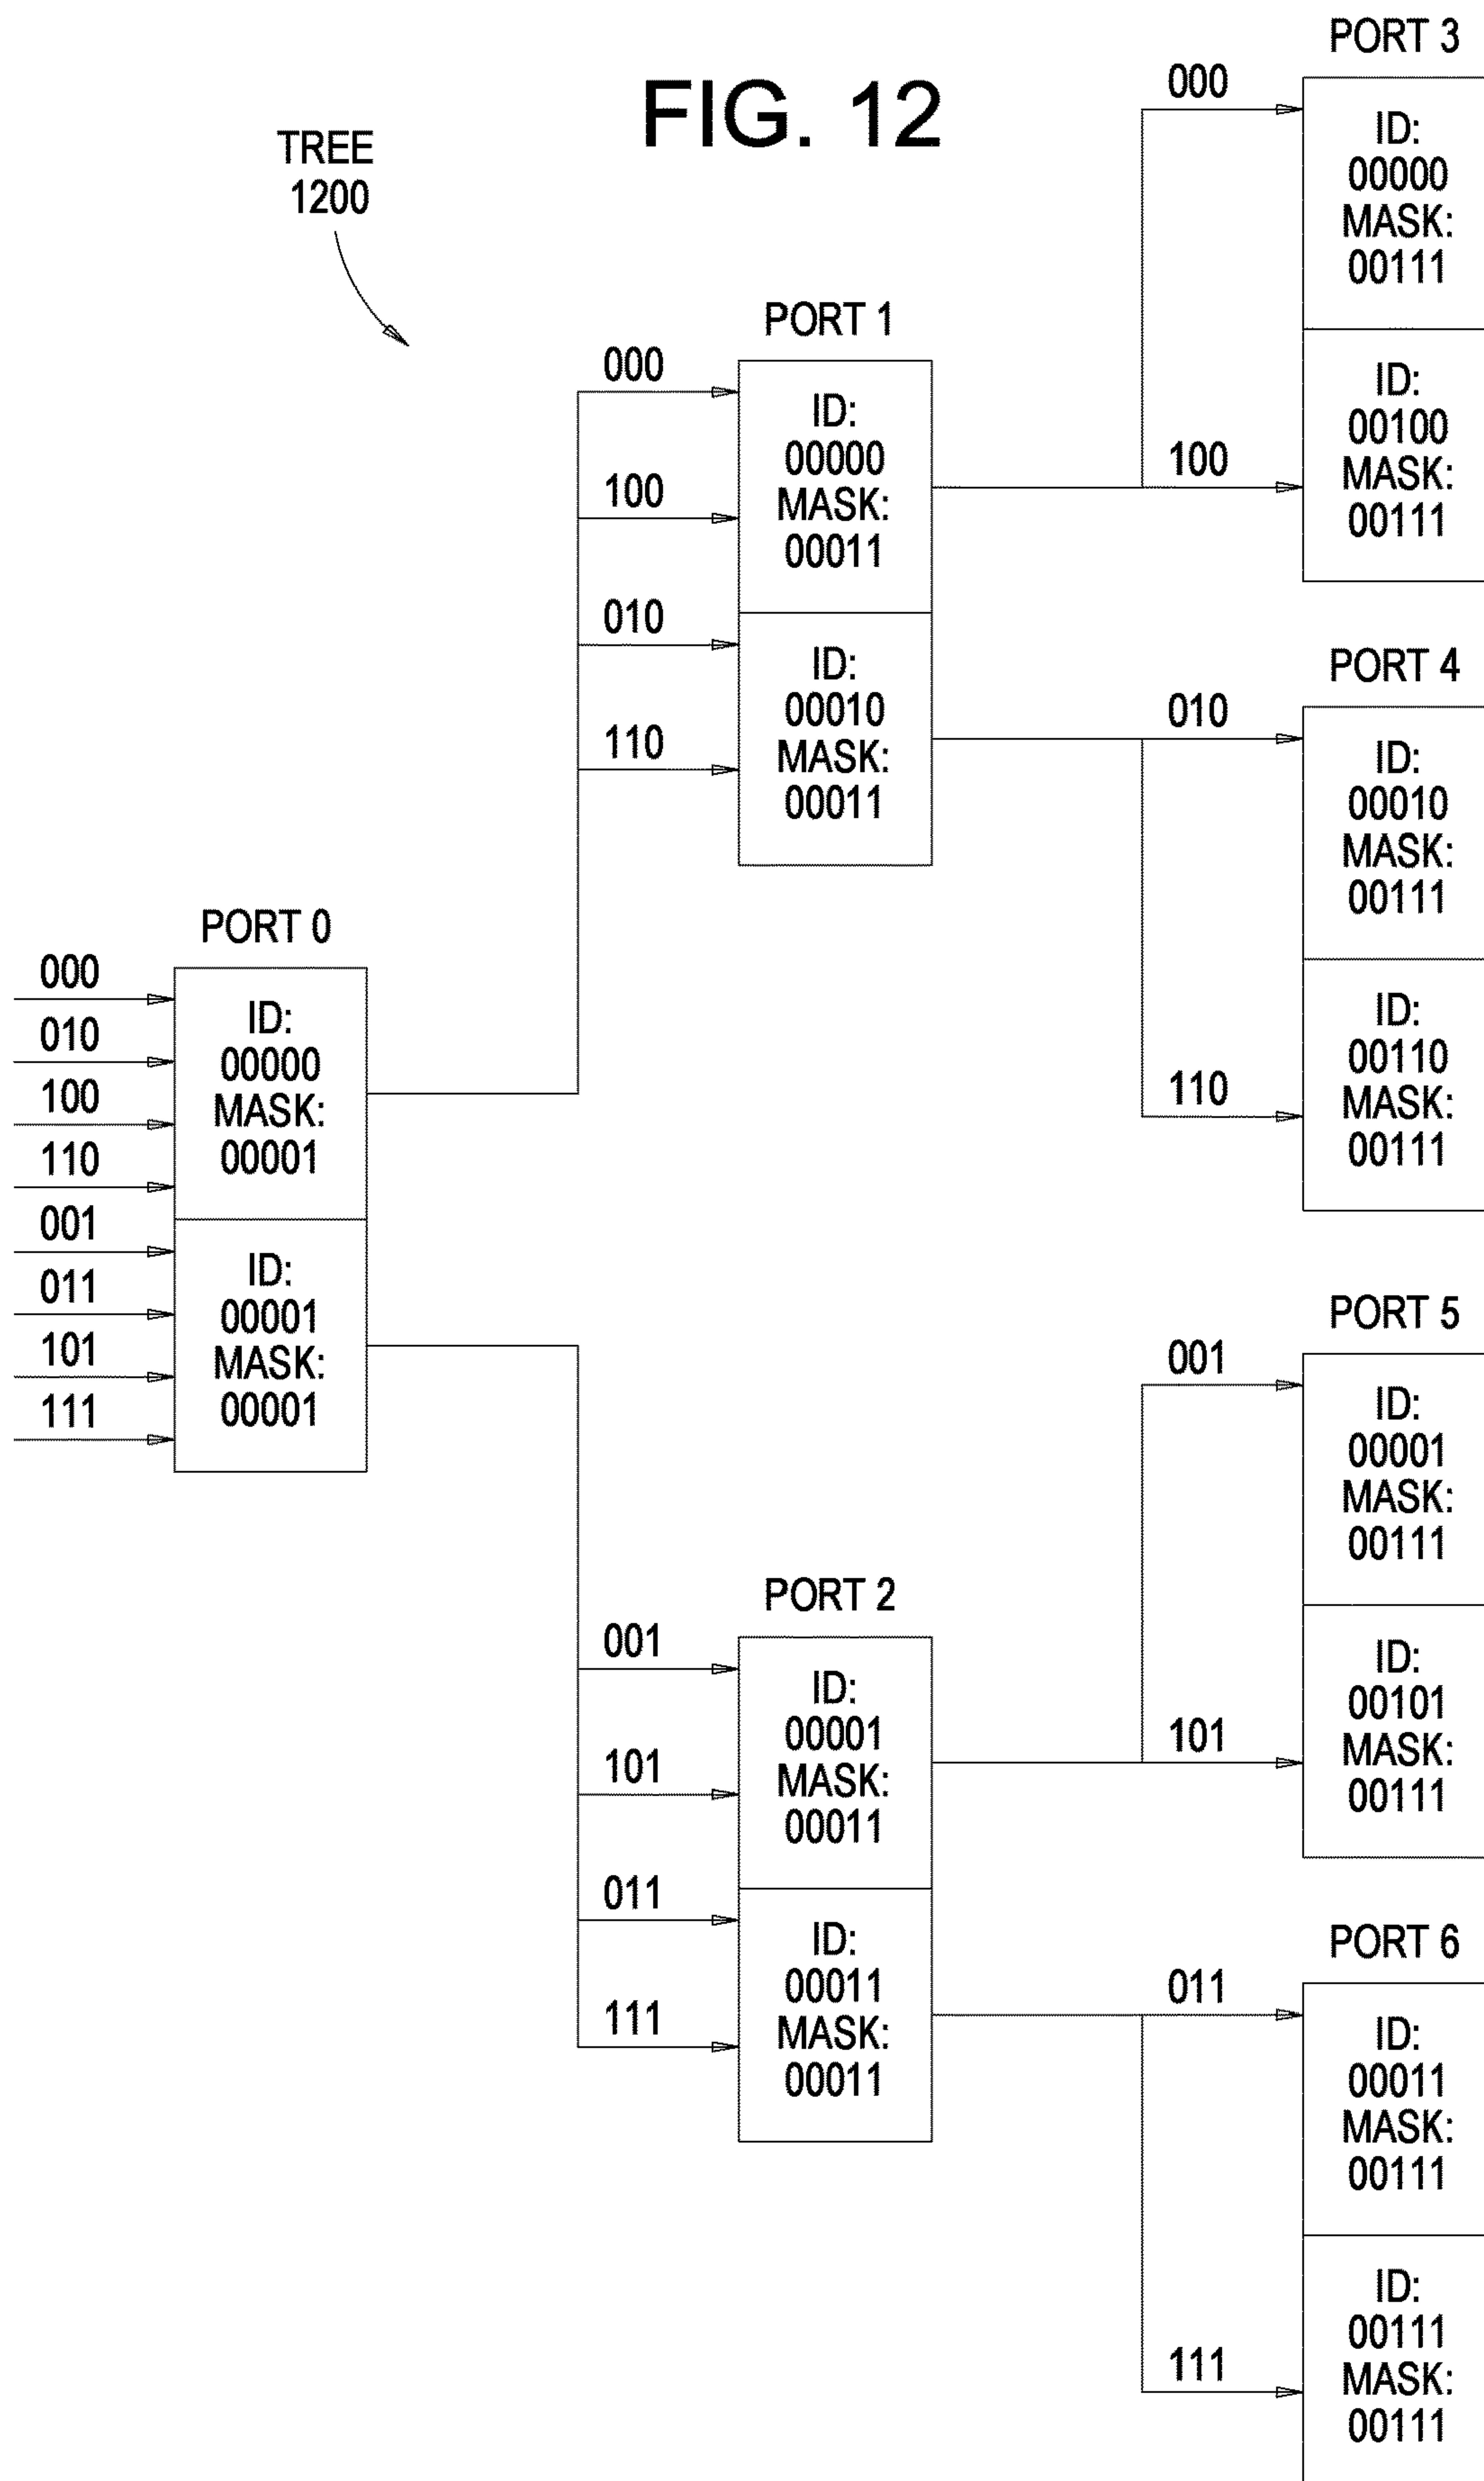 FIG. 12
TREE
1200
000
010
100
110
001
011
101
111
PORT 0
ID:
00000
MASK:
00001
ID:
00001
MASK:
00001
000
100
010
110
PORT 1
ID:
00000
MASK:
00011
ID:
00010
MASK:
00011
001
101
011
111
PORT 2
ID:
00001
MASK:
00011
ID:
00011
MASK:
00011
000
100
PORT 3
ID:
00000
MASK:
00111
ID:
00100
MASK:
00111
010
110
PORT 4
ID:
00010
MASK:
00111
ID:
00110
MASK:
00111
001
101
PORT 5
ID:
00001
MASK:
00111
ID:
00101
MASK:
00111
011
111
PORT 6
ID:
00011
MASK:
00111
ID:
00111
MASK:
00111